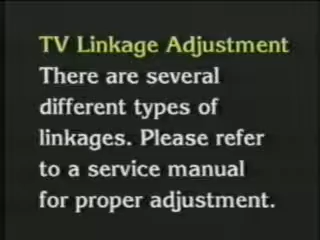 TV Linkage Adjustment
There are several
different types of
linkages. Please refer
to a service manual
for proper adjustment.